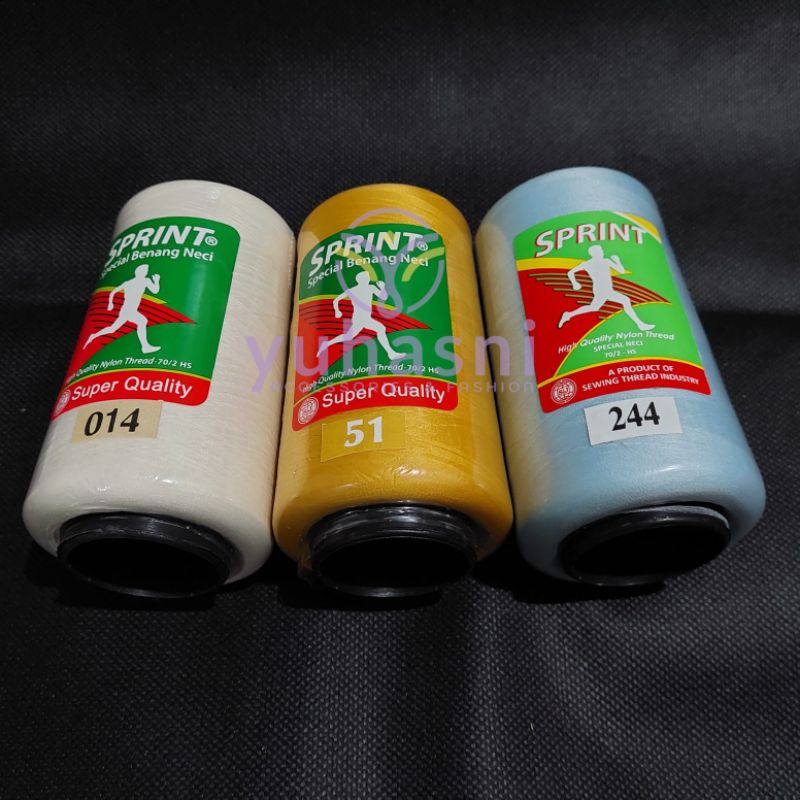 SPRINT®
Special Benang Neci
Quality Nylon Thread-70/2 HS
Super Quality
014
SPRINT®
Special Benang Neci
Quality Nylon Thread-70/2 HS
Super Quality
51
SPRINT
High Quality Nylon Thread
SPECIAL NECI
70/2 - HS
A PRODUCT OF
SEWING THREAD INDUSTRY
244
yuhasni
ACCESSORIES & FASHION